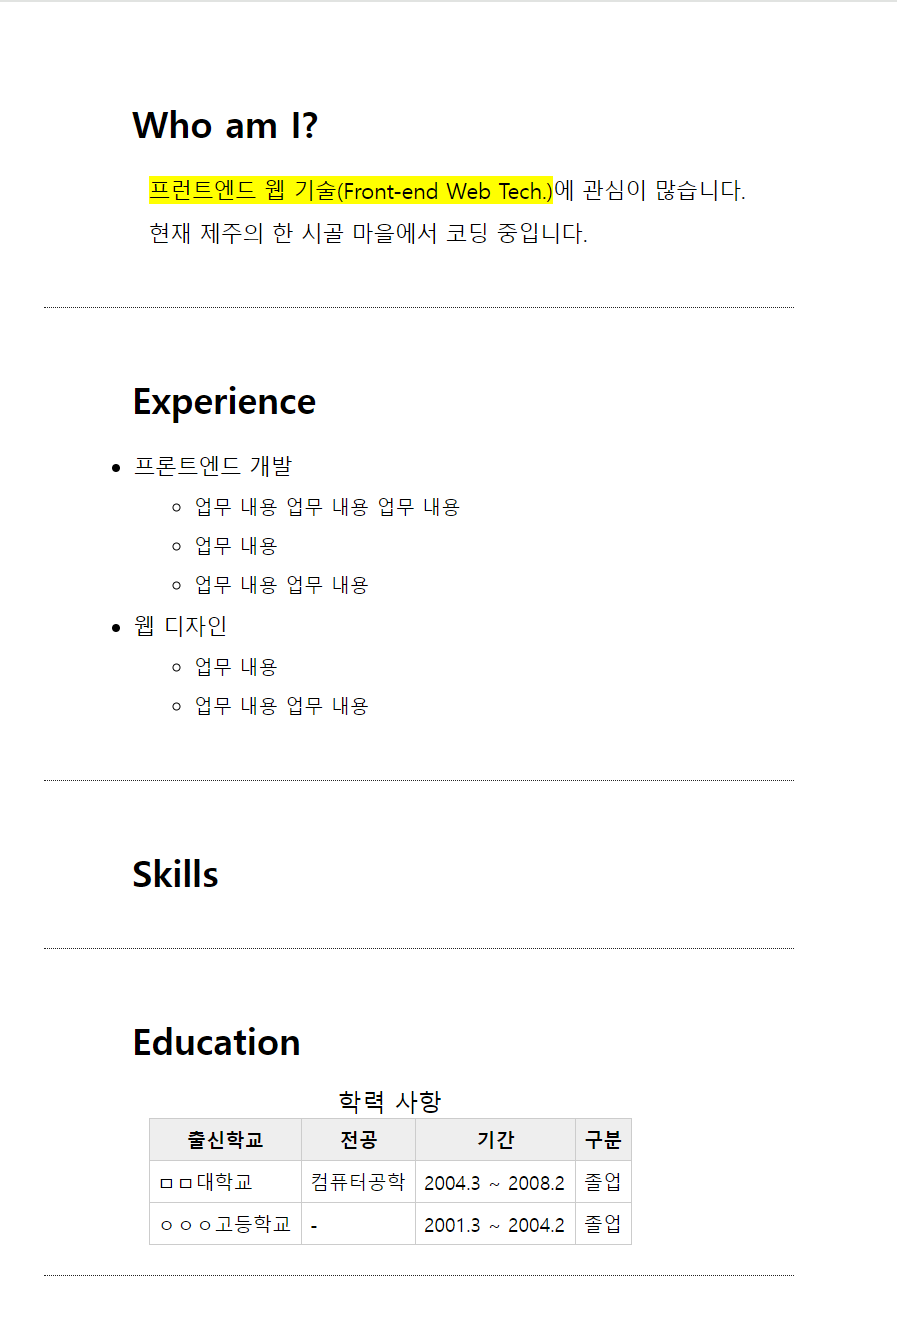 Who am I?
프런트엔드 웹 기술(Front-end Web Tech.)에 관심이 많습니다.
현재 제주의 한 시골 마을에서 코딩 중입니다.
Experience
프론트엔드 개발
업무 내용 업무 내용 업무 내용
업무 내용
업무 내용 업무 내용
웹 디자인
업무 내용
업무 내용 업무 내용
Skills
Education
학력 사항
출신학교 전공 기간 구분
ㅁㅁ대학교 컴퓨터공학 2004.3 ~ 2008.2 졸업
ㅇㅇㅇ고등학교 - 2001.3 ~ 2004.2 졸업